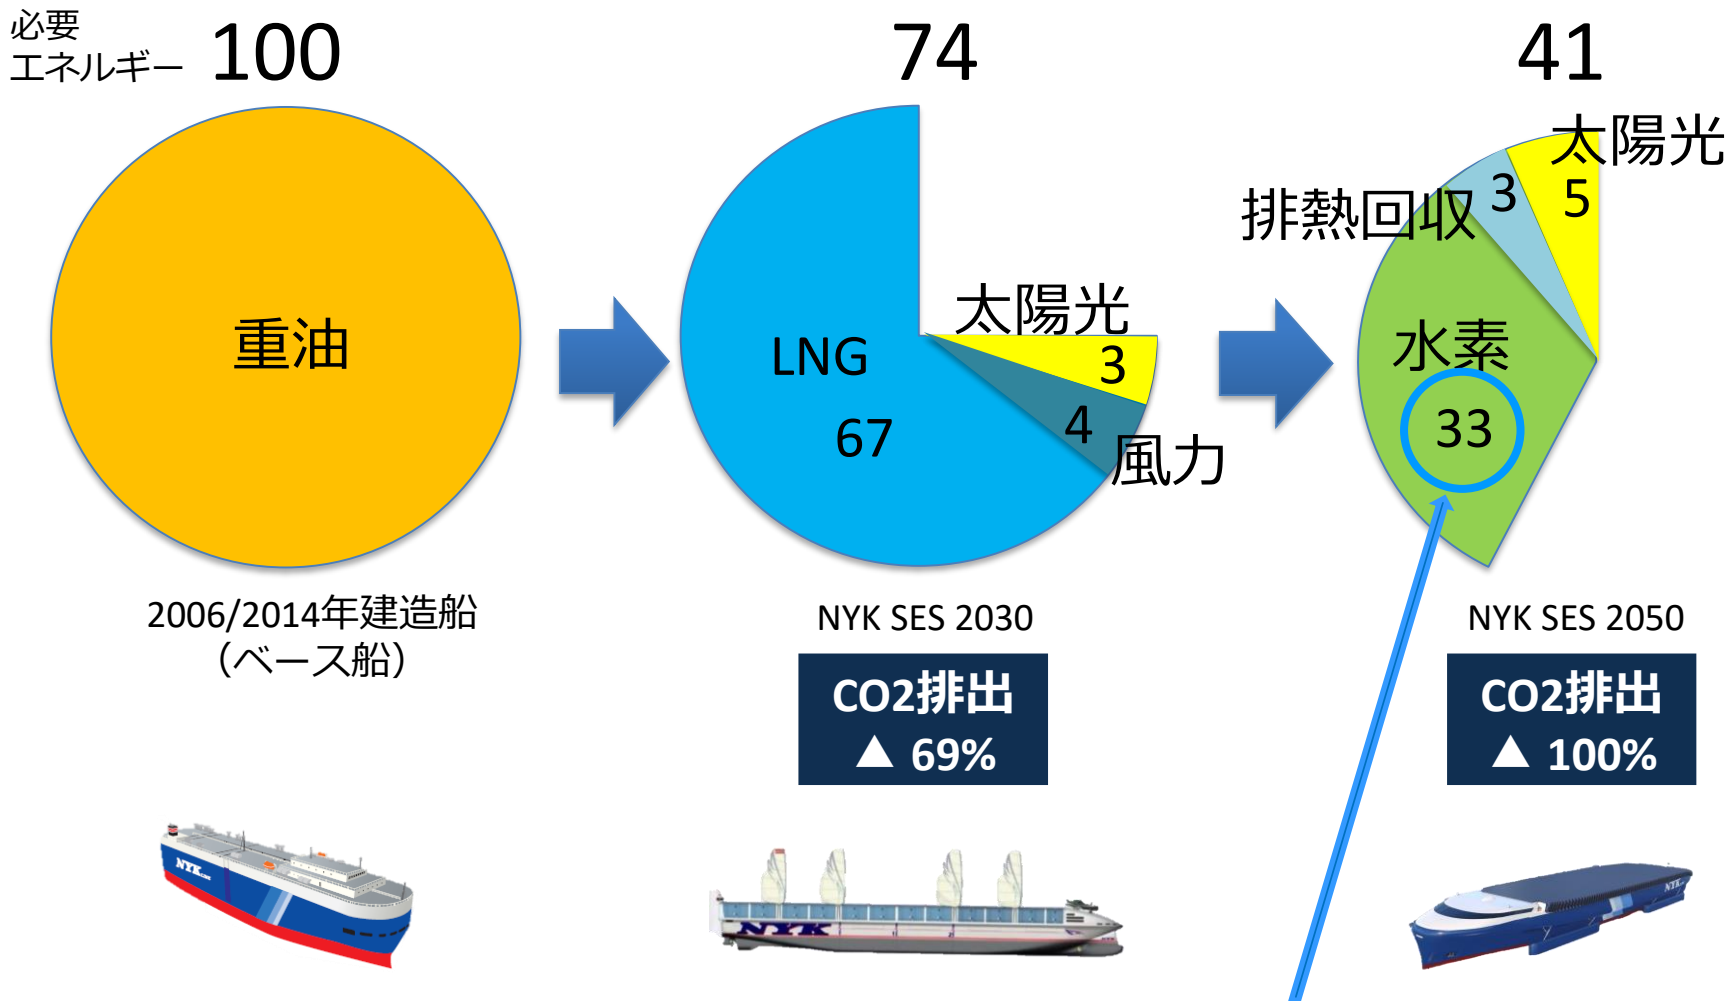 必要
エネルギー
100
74
41
重油
LNG
67
太陽光
3
4
風力
太陽光
5
3
排熱回収
水素
33
2006/2014年建造船
（ベース船）
NYK SES 2030
CO2排出
▲ 69%
NYK SES 2050
CO2排出
▲ 100%
NYK
NYK
NYK